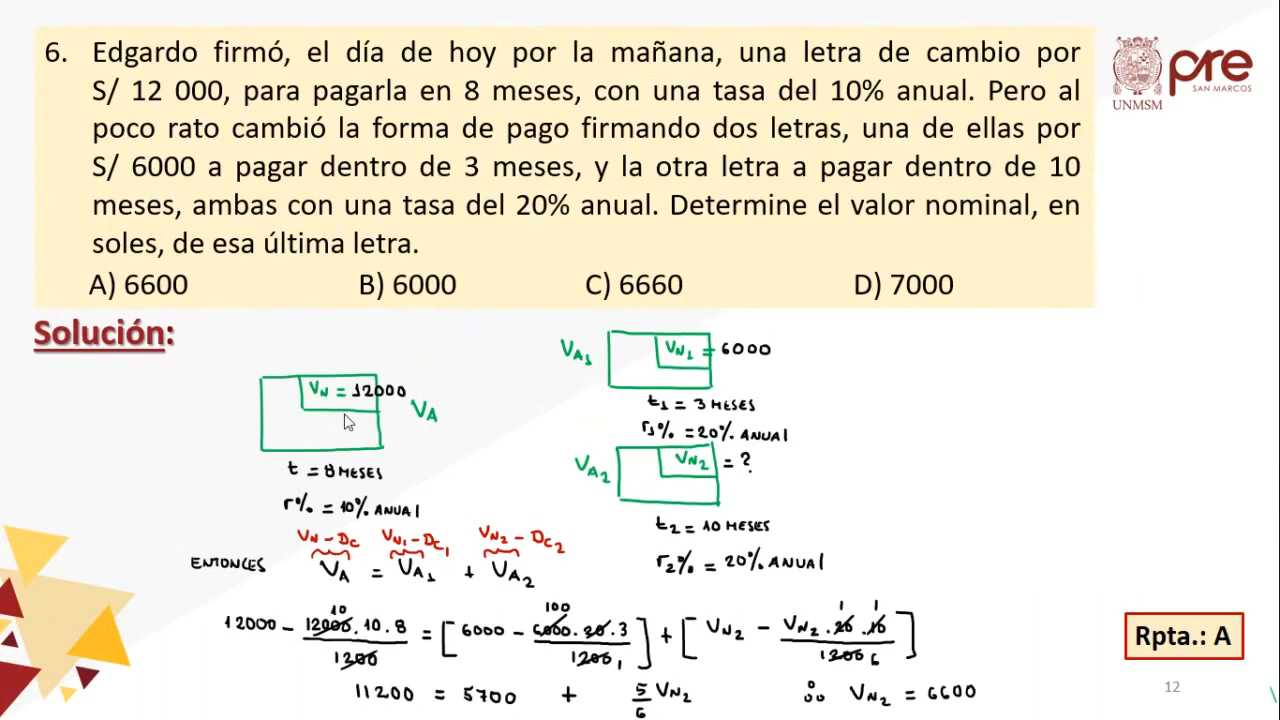 6. Edgardo firmó, el día de hoy por la mañana, una letra de cambio por
S/ 12 000, para pagarla en 8 meses, con una tasa del 10% anual. Pero al
poco rato cambió la forma de pago firmando dos letras, una de ellas por
S/ 6000 a pagar dentro de 3 meses, y la otra letra a pagar dentro de 10
meses, ambas con una tasa del 20% anual. Determine el valor nominal, en
soles, de esa última letra.
A) 6600 B) 6000 C) 6660 D) 7000
UNMSM
pre
SAN MARCOS
Solución:
VN = 12000 VA
t = 8 MESES
r% = 10% ANUAL
VA1 VN1 = 6000
t1 = 3 MESES
r1% = 20% ANUAL
VA2 VN2 = ?
t2 = 10 MESES
r2% = 20% ANUAL
VN - DC VN1 - DC1 VN2 - DC2
ENTONCES VA = VA1 + VA2
10 100 1 1
12000 - 12000 . 10 . 8 / 1200 = [ 6000 - 6000 . 20 . 3 / 1200 1 ] + [ VN2 - VN2 . 20 . 10 / 1200 6 ]
11200 = 5700 + 5/6 VN2 ∴ VN2 = 6600
Rpta.: A
12